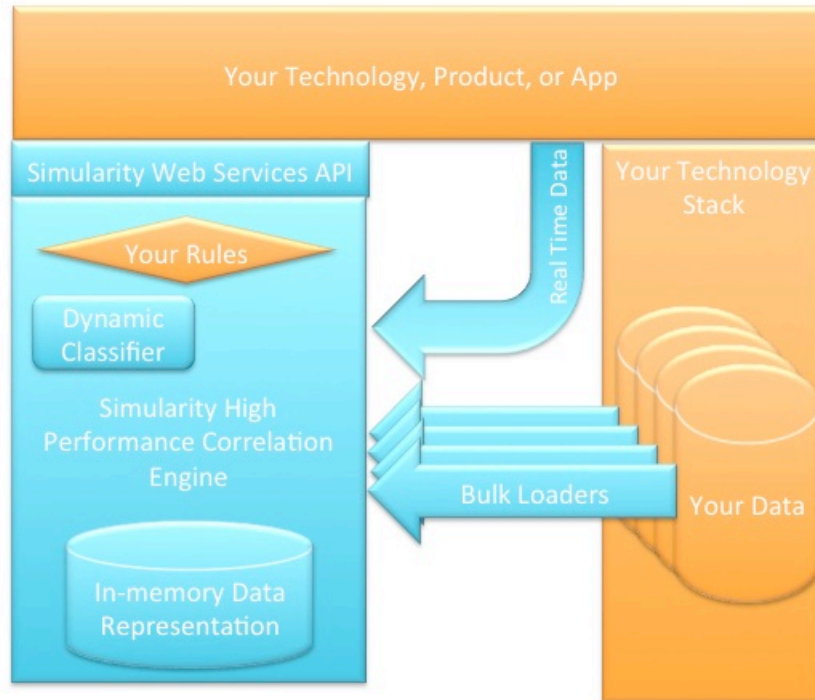 Your Technology, Product, or App
Simularity Web Services API
Your Rules
Dynamic
Classifier
Simularity High
Performance Correlation
Engine
In-memory Data
Representation
Real Time Data
Bulk Loaders
Your Technology
Stack
Your Data